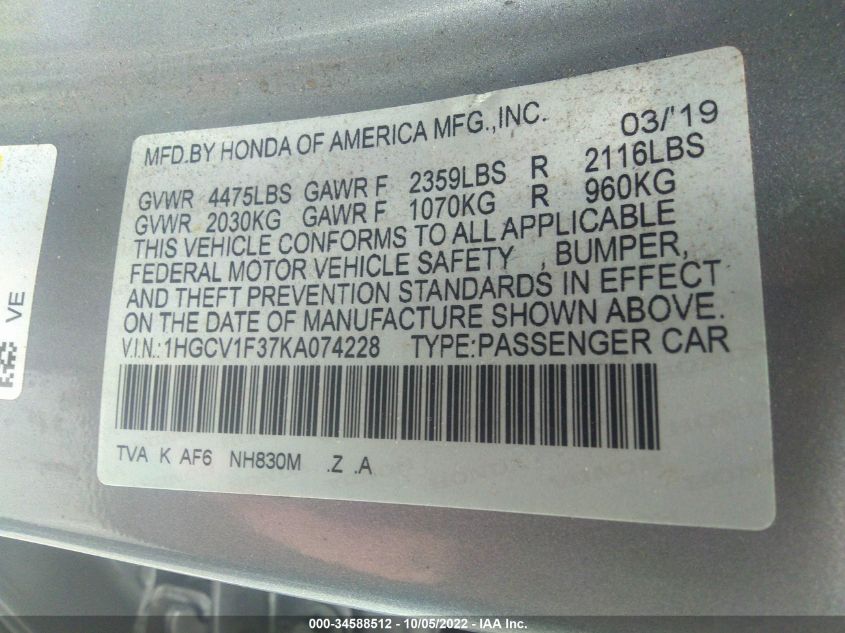 MFD.BY HONDA OF AMERICA MFG.,INC. 03/'19
GVWR 4475LBS GAWR F 2359LBS R 2116LBS
GVWR 2030KG GAWR F 1070KG R 960KG
THIS VEHICLE CONFORMS TO ALL APPLICABLE
FEDERAL MOTOR VEHICLE SAFETY , BUMPER,
AND THEFT PREVENTION STANDARDS IN EFFECT
ON THE DATE OF MANUFACTURE SHOWN ABOVE.
V.I.N.:1HGCV1F37KA074228 TYPE:PASSENGER CAR
TVA K AF6 NH830M .Z .A
VE
000-34588512 - 10/05/2022 - IAAI.com Inc.